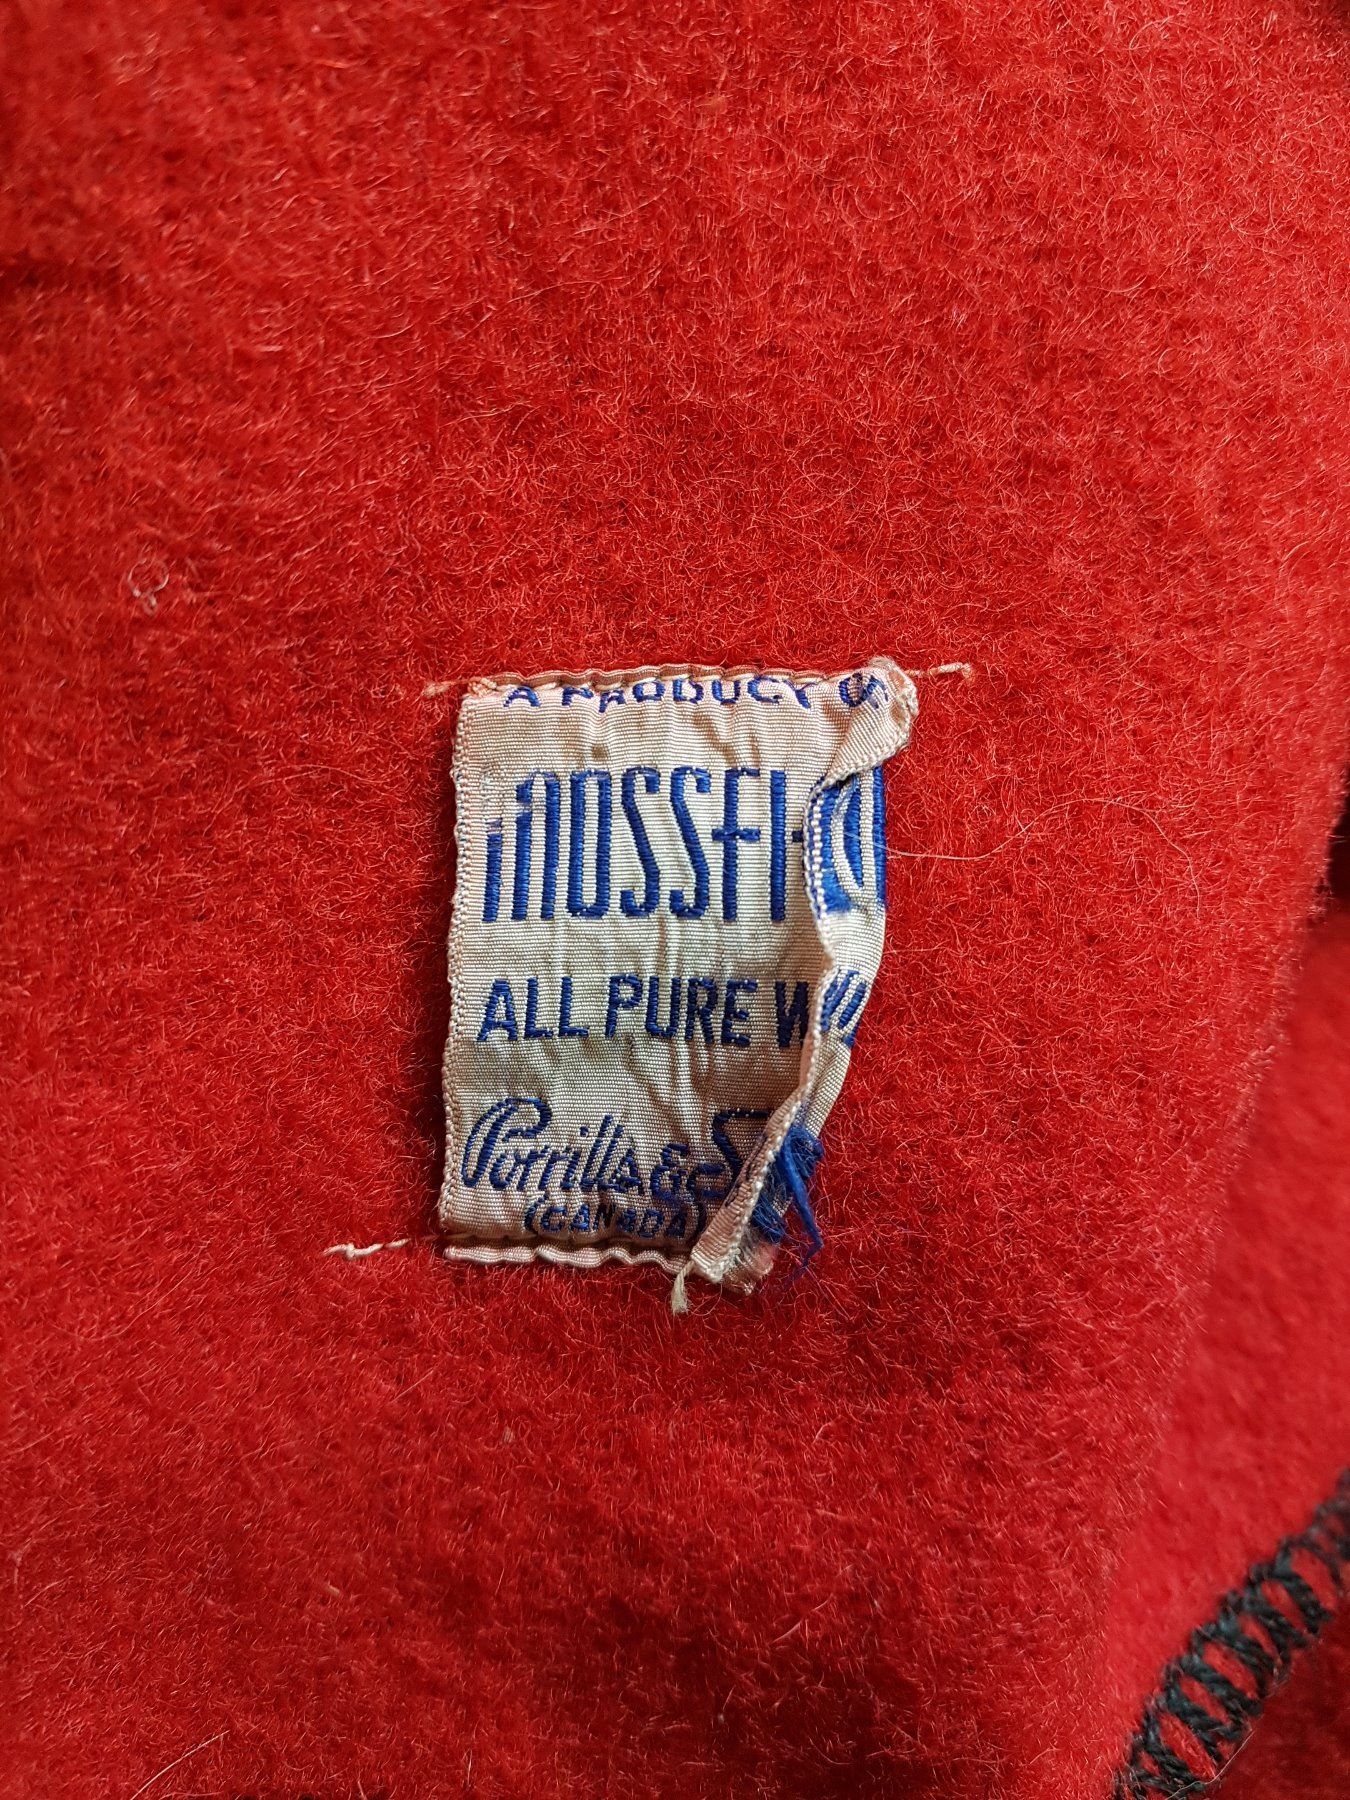 A PRODUCT OF
MOSSFI
ALL PURE W
Porritts & S
(CANADA)